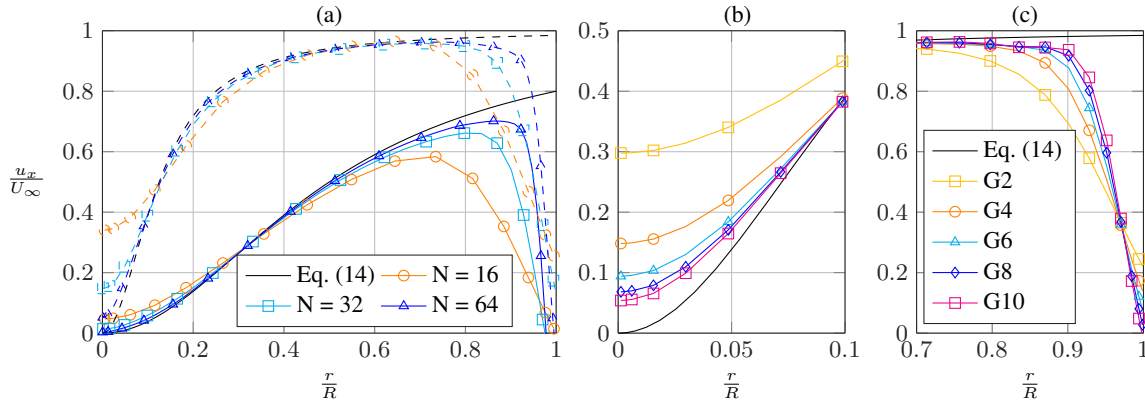 (a)
(b)
(c)
1
0.8
0.6
0.4
0.2
0
u_x
U_∞
0
0.2
0.4
0.6
0.8
1
r
R
Eq. (14)
N = 16
N = 32
N = 64
0.5
0.4
0.3
0.2
0.1
0
0
0.05
0.1
r
R
1
0.8
0.6
0.4
0.2
0
0.7
0.8
0.9
1
r
R
Eq. (14)
G2
G4
G6
G8
G10